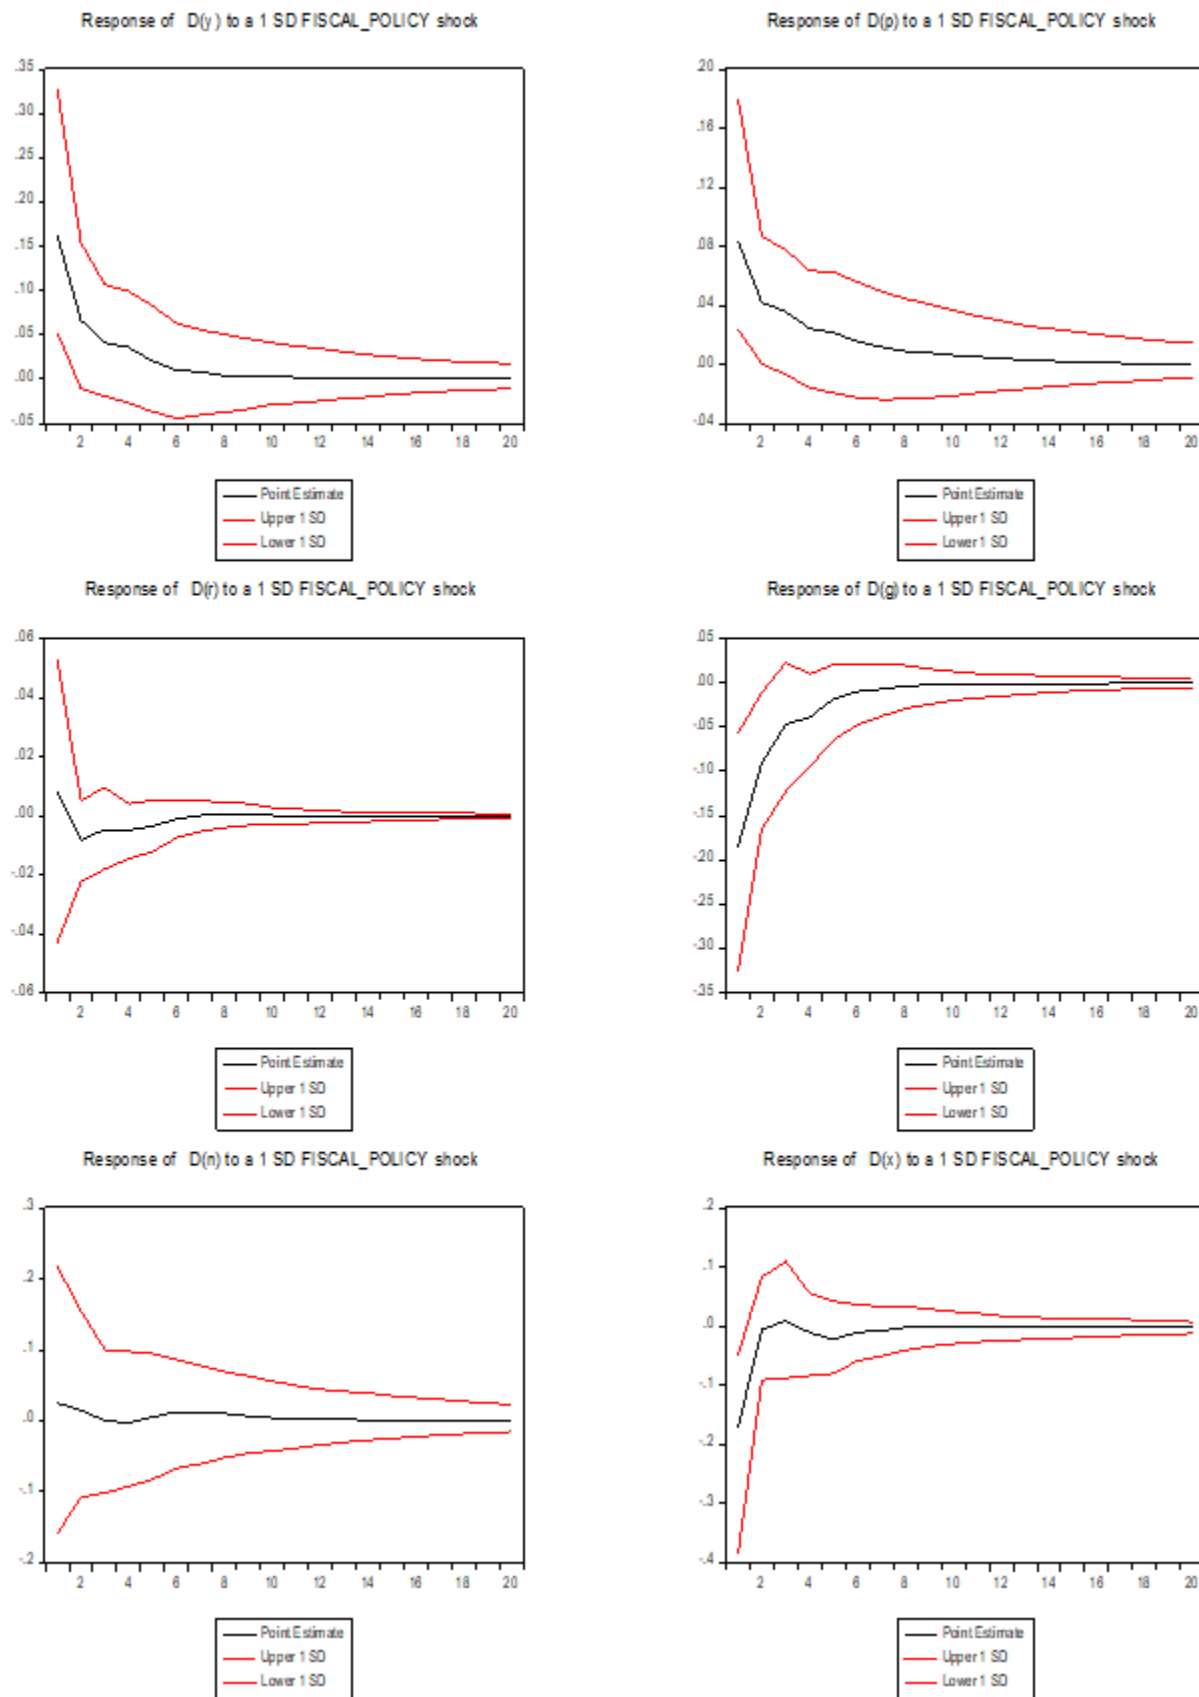 Response of D(y) to a 1 SD FISCAL_POLICY shock
.35
.30
.25
.20
.15
.10
.05
.00
-.05
2 4 6 8 10 12 14 16 18 20
Point Estimate
Upper 1 SD
Lower 1 SD
Response of D(p) to a 1 SD FISCAL_POLICY shock
.20
.16
.12
.08
.04
.00
-.04
2 4 6 8 10 12 14 16 18 20
Point Estimate
Upper 1 SD
Lower 1 SD
Response of D(r) to a 1 SD FISCAL_POLICY shock
.06
.04
.02
.00
-.02
-.04
-.06
2 4 6 8 10 12 14 16 18 20
Point Estimate
Upper 1 SD
Lower 1 SD
Response of D(g) to a 1 SD FISCAL_POLICY shock
.05
.00
-.05
-.10
-.15
-.20
-.25
-.30
-.35
2 4 6 8 10 12 14 16 18 20
Point Estimate
Upper 1 SD
Lower 1 SD
Response of D(n) to a 1 SD FISCAL_POLICY shock
.3
.2
.1
.0
-.1
-.2
2 4 6 8 10 12 14 16 18 20
Point Estimate
Upper 1 SD
Lower 1 SD
Response of D(x) to a 1 SD FISCAL_POLICY shock
.2
.1
.0
-.1
-.2
-.3
-.4
2 4 6 8 10 12 14 16 18 20
Point Estimate
Upper 1 SD
Lower 1 SD